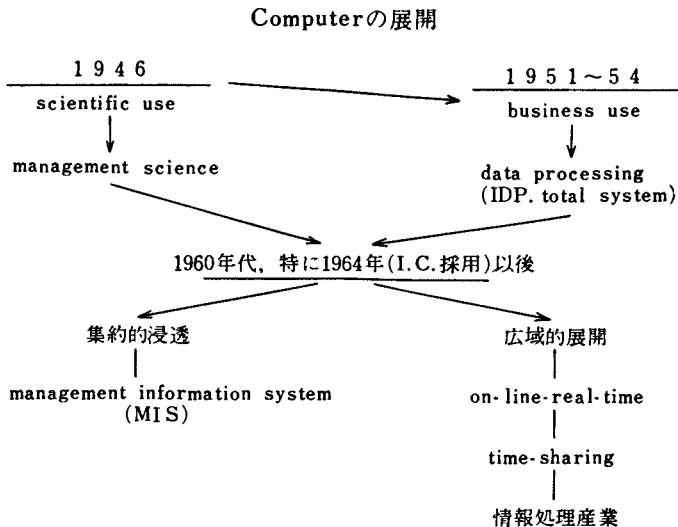 Computerの展開
1946
1951~54
scientific use
business use
management science
data processing
(IDP. total system)
1960年代, 特に1964年(I.C.採用)以後
集約的浸透
広域的展開
management information system
(MIS)
on-line-real-time
time-sharing
情報処理産業